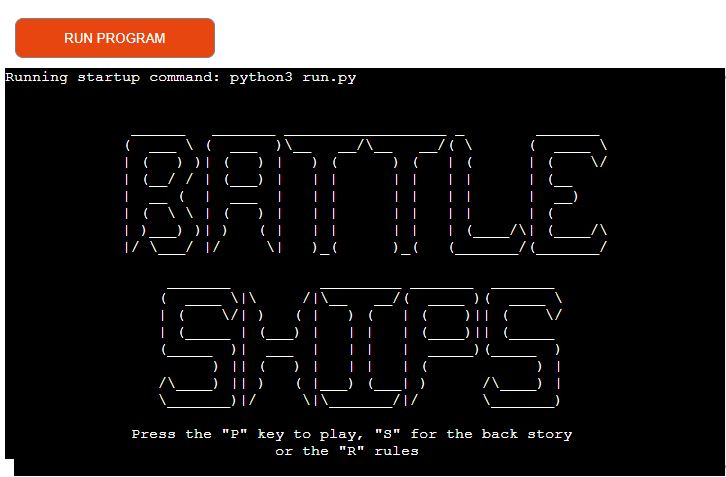 RUN PROGRAM
Running startup command: python3 run.py
BATTLE
SHIPS
Press the "P" key to play, "S" for the back story
or the "R" rules